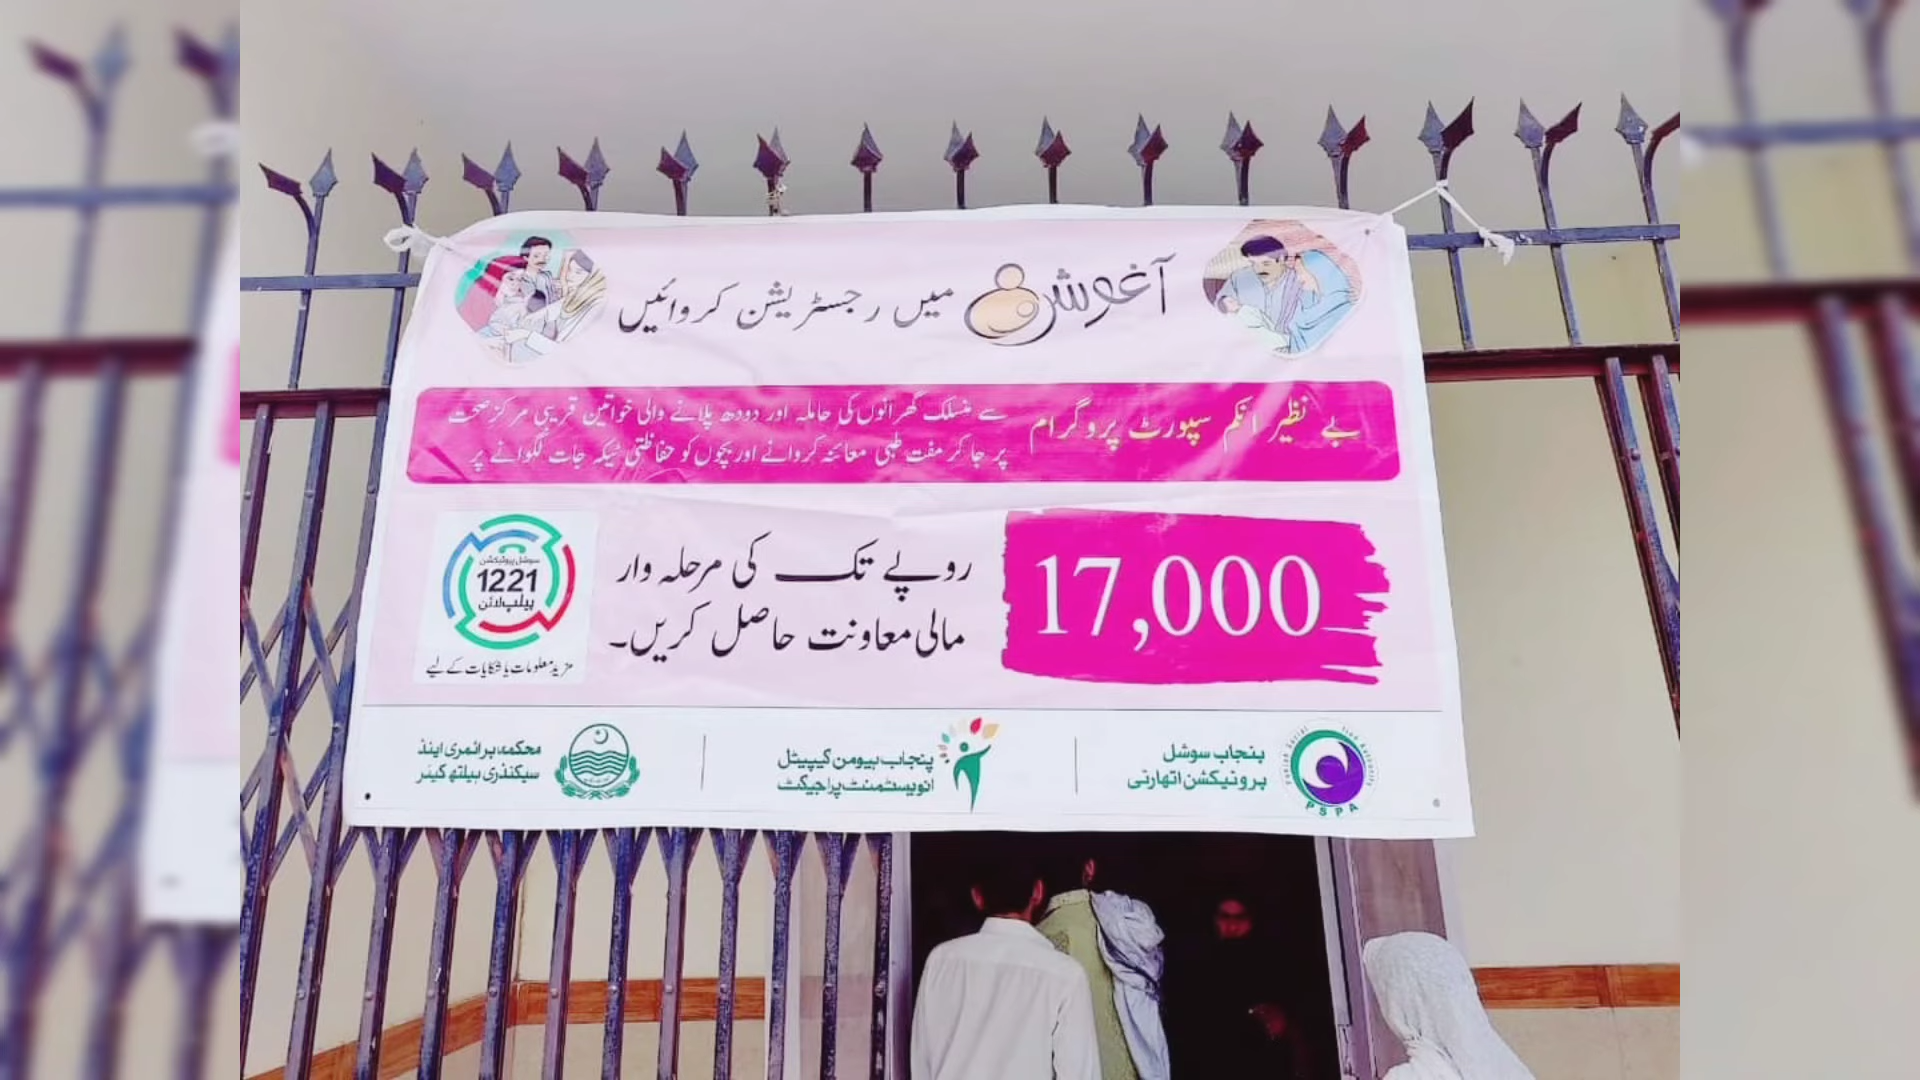 آغوش میں رجسٹریشن کروائیں
بے نظیر انکم سپورٹ پروگرام
سے منسلک گھرانوں کی حاملہ اور دودھ پلانے والی خواتین قریبی مرکز صحت
پر جا کر مفت طبی معائنہ کروانے اور بچوں کو حفاظتی ٹیکہ جات لگوانے پر
17,000
روپے تک کی مرحلہ وار
مالی معاونت حاصل کریں۔
سوشل پروٹیکشن
1221
ہیلپ لائن
مزید معلومات یا شکایات کے لیے
پنجاب سوشل
پروٹیکشن اتھارٹی
PSPA
پنجاب ہیومن کیپیٹل
انویسٹمنٹ پراجیکٹ
محکمہ پرائمری اینڈ
سیکنڈری ہیلتھ کیئر